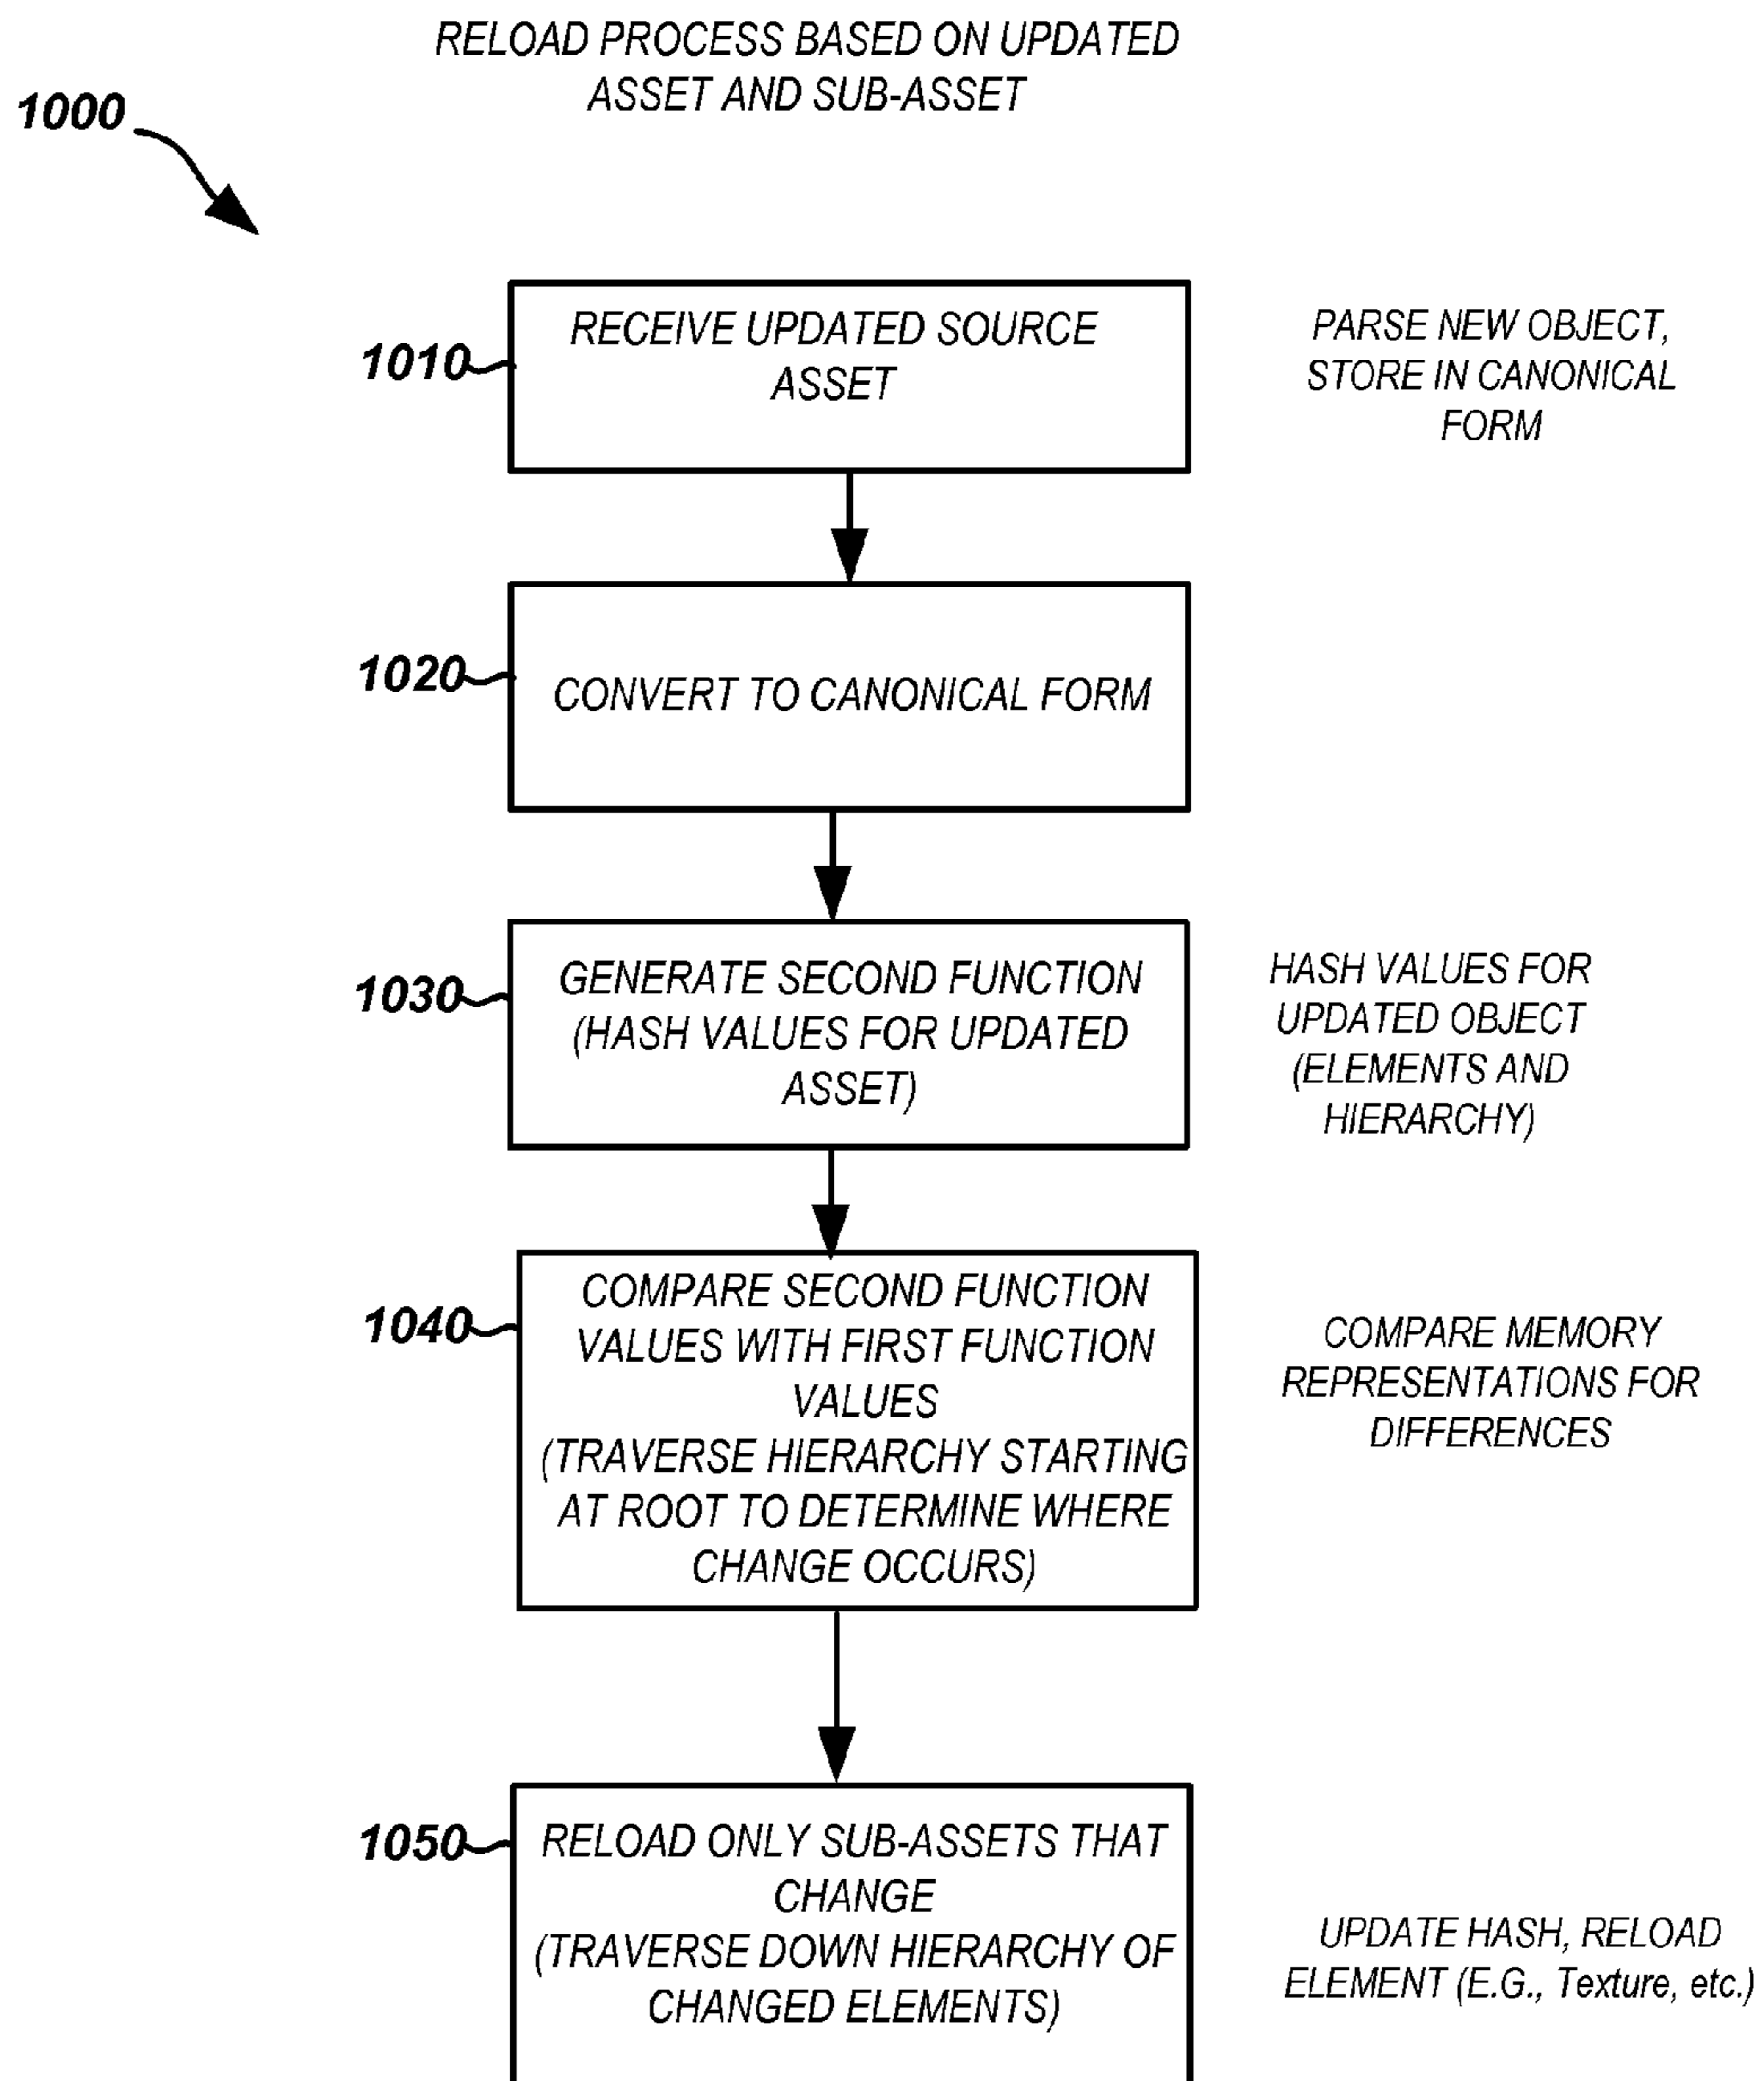 RELOAD PROCESS BASED ON UPDATED
ASSET AND SUB-ASSET
1000
1010
RECEIVE UPDATED SOURCE
ASSET
PARSE NEW OBJECT,
STORE IN CANONICAL
FORM
1020
CONVERT TO CANONICAL FORM
1030
GENERATE SECOND FUNCTION
(HASH VALUES FOR UPDATED
ASSET)
HASH VALUES FOR
UPDATED OBJECT
(ELEMENTS AND
HIERARCHY)
1040
COMPARE SECOND FUNCTION
VALUES WITH FIRST FUNCTION
VALUES
(TRAVERSE HIERARCHY STARTING
AT ROOT TO DETERMINE WHERE
CHANGE OCCURS)
COMPARE MEMORY
REPRESENTATIONS FOR
DIFFERENCES
1050
RELOAD ONLY SUB-ASSETS THAT
CHANGE
(TRAVERSE DOWN HIERARCHY OF
CHANGED ELEMENTS)
UPDATE HASH, RELOAD
ELEMENT (E.G., Texture, etc.)